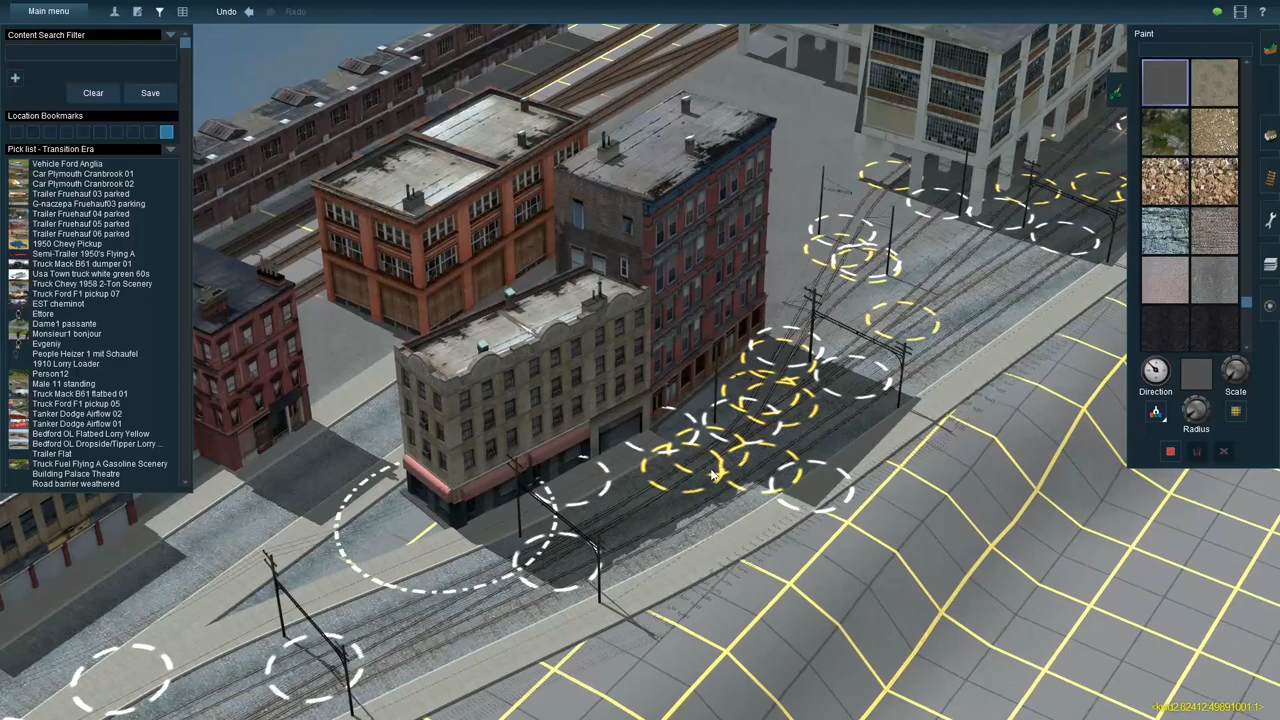 Main menu
Undo
Redo
Content Search Filter
Clear
Save
Location Bookmarks
Pick list - Transition Era
Vehicle Ford Anglia
Car Plymouth Cranbrook 01
Car Plymouth Cranbrook 02
Trailer Fruehauf 03 parked
G-naczepa Fruehauf03 parking
Trailer Fruehauf 04 parked
Trailer Fruehauf 05 parked
Trailer Fruehauf 06 parked
1950 Chevy Pickup
Semi-Trailer 1950's Flying A
Truck Mack B61 dumper 01
Usa Town truck white green 60s
Truck Chevy 1958 2-Ton Scenery
Truck Ford F1 pickup 07
EST cheminot
Ettore
Dame1 passante
Monsieur1 bonjour
Evgeniy
People Heizer 1 mit Schaufel
1910 Lorry Loader
Person12
Male 11 standing
Truck Mack B61 flatbed 01
Truck Ford F1 pickup 05
Tanker Dodge Airflow 02
Tanker Dodge Airflow 01
Bedford OL Flatbed Lorry Yellow
Bedford OL Dropside/Tipper Lorry ...
Trailer Flat
Truck Fuel Flying A Gasoline Scenery
Building Palace Theatre
Road barrier weathered
Paint
Direction
Scale
Radius